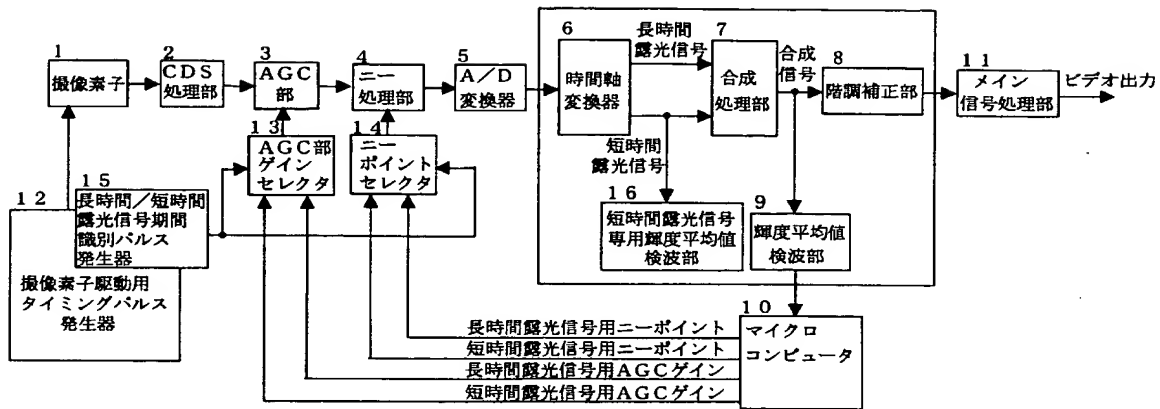 1
撮像素子
2
CDS
処理部
3
AGC
部
4
ニー
処理部
5
A/D
変換器
6
時間軸
変換器
長時間
露光信号
短時間
露光信号
7
合成
処理部
合成
信号
8
階調補正部
11
メイン
信号処理部
ビデオ出力
13
AGC部
ゲイン
セレクタ
14
ニー
ポイント
セレクタ
12
15
長時間/短時間
露光信号期間
識別パルス
発生器
撮像素子駆動用
タイミングパルス
発生器
16
短時間露光信号
専用輝度平均値
検波部
9
輝度平均値
検波部
10
マイクロ
コンピュータ
長時間露光信号用ニーポイント
短時間露光信号用ニーポイント
長時間露光信号用AGCゲイン
短時間露光信号用AGCゲイン